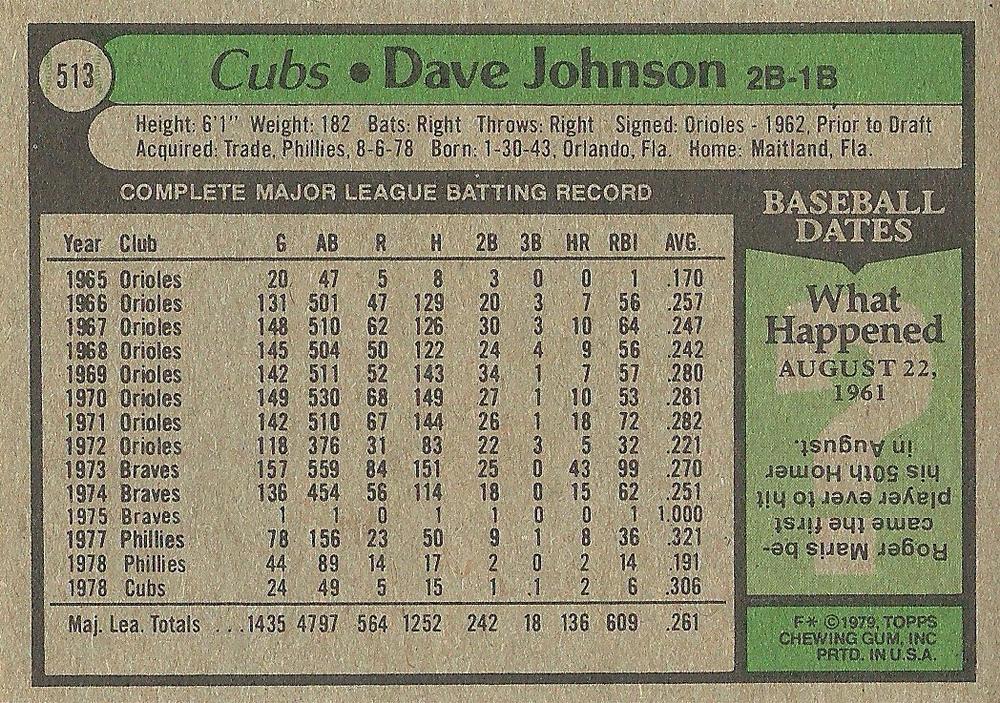 513
Cubs • Dave Johnson 2B-1B
Height: 6'1" Weight: 182 Bats: Right Throws: Right Signed: Orioles - 1962, Prior to Draft
Acquired: Trade, Phillies, 8-6-78 Born: 1-30-43, Orlando, Fla. Home: Maitland, Fla.
COMPLETE MAJOR LEAGUE BATTING RECORD
Year Club G AB R H 2B 3B HR RBI AVG.
1965 Orioles 20 47 5 8 3 0 0 1 .170
1966 Orioles 131 501 47 129 20 3 7 56 .257
1967 Orioles 148 510 62 126 30 3 10 64 .247
1968 Orioles 145 504 50 122 24 4 9 56 .242
1969 Orioles 142 511 52 143 34 1 7 57 .280
1970 Orioles 149 530 68 149 27 1 10 53 .281
1971 Orioles 142 510 67 144 26 1 18 72 .282
1972 Orioles 118 376 31 83 22 3 5 32 .221
1973 Braves 157 559 84 151 25 0 43 99 .270
1974 Braves 136 454 56 114 18 0 15 62 .251
1975 Braves 1 1 0 1 1 0 0 1 1.000
1977 Phillies 78 156 23 50 9 1 8 36 .321
1978 Phillies 44 89 14 17 2 0 2 14 .191
1978 Cubs 24 49 5 15 1 1 2 6 .306
Maj. Lea. Totals ...1435 4797 564 1252 242 18 136 609 .261
BASEBALL
DATES
What
Happened
AUGUST 22,
1961
Roger Maris be-
came the first
player ever to hit
his 50th Homer
in August.
F* ©1979, TOPPS
CHEWING GUM, INC
PRTD. IN U.S.A.